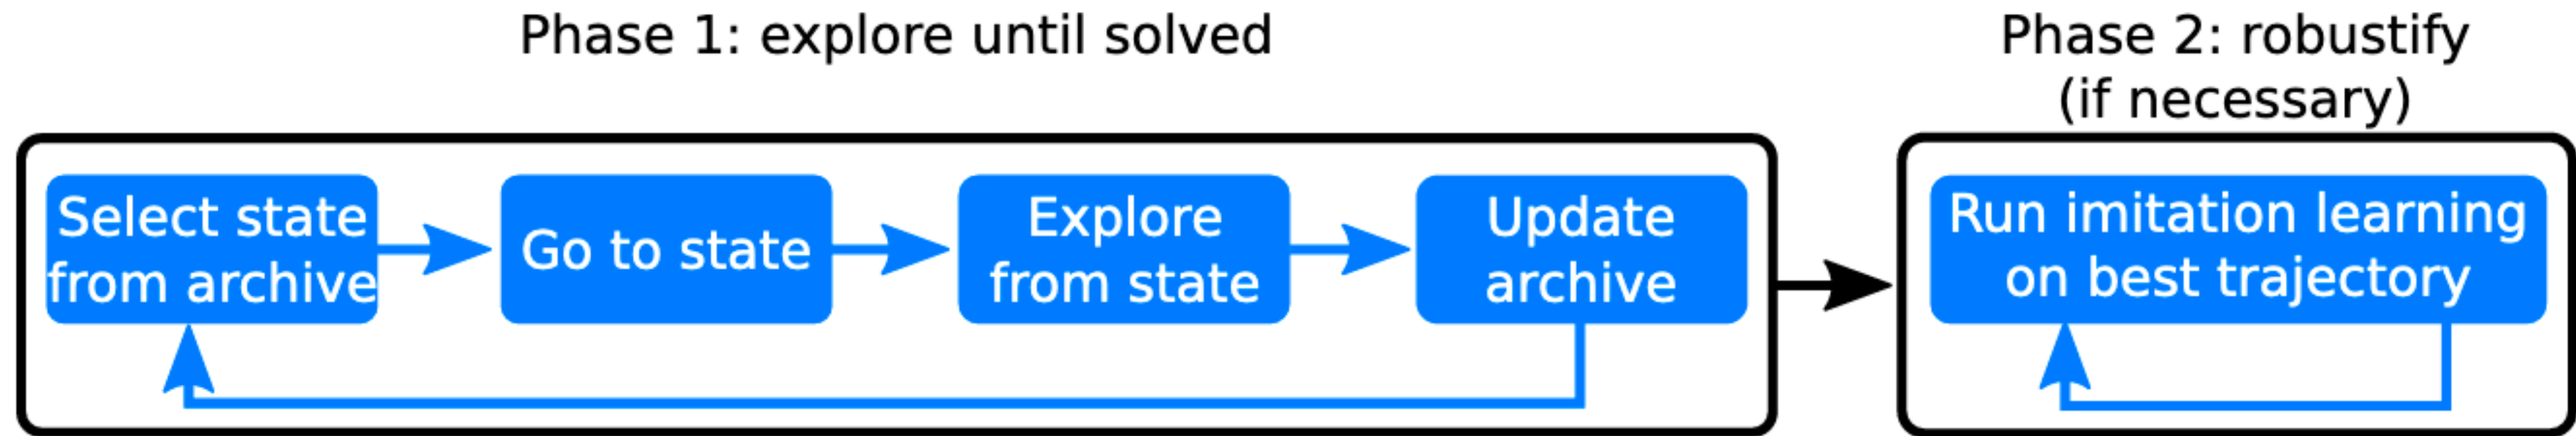 Phase 1: explore until solved
Phase 2: robustify
(if necessary)
Select state
from archive
Go to state
Explore
from state
Update
archive
Run imitation learning
on best trajectory